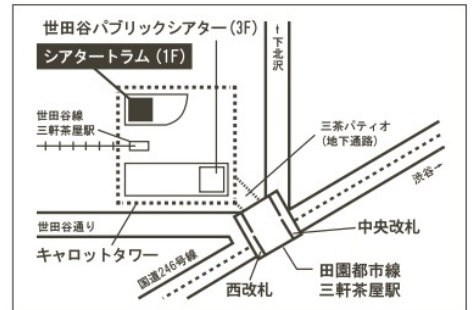 世田谷パブリックシアター(3F)
シアタートラム(1F)
↑下北沢
世田谷線
三軒茶屋駅
三茶パティオ
(地下通路)
渋谷→
世田谷通り
キャロットタワー
中央改札
国道246号線
西改札
田園都市線
三軒茶屋駅